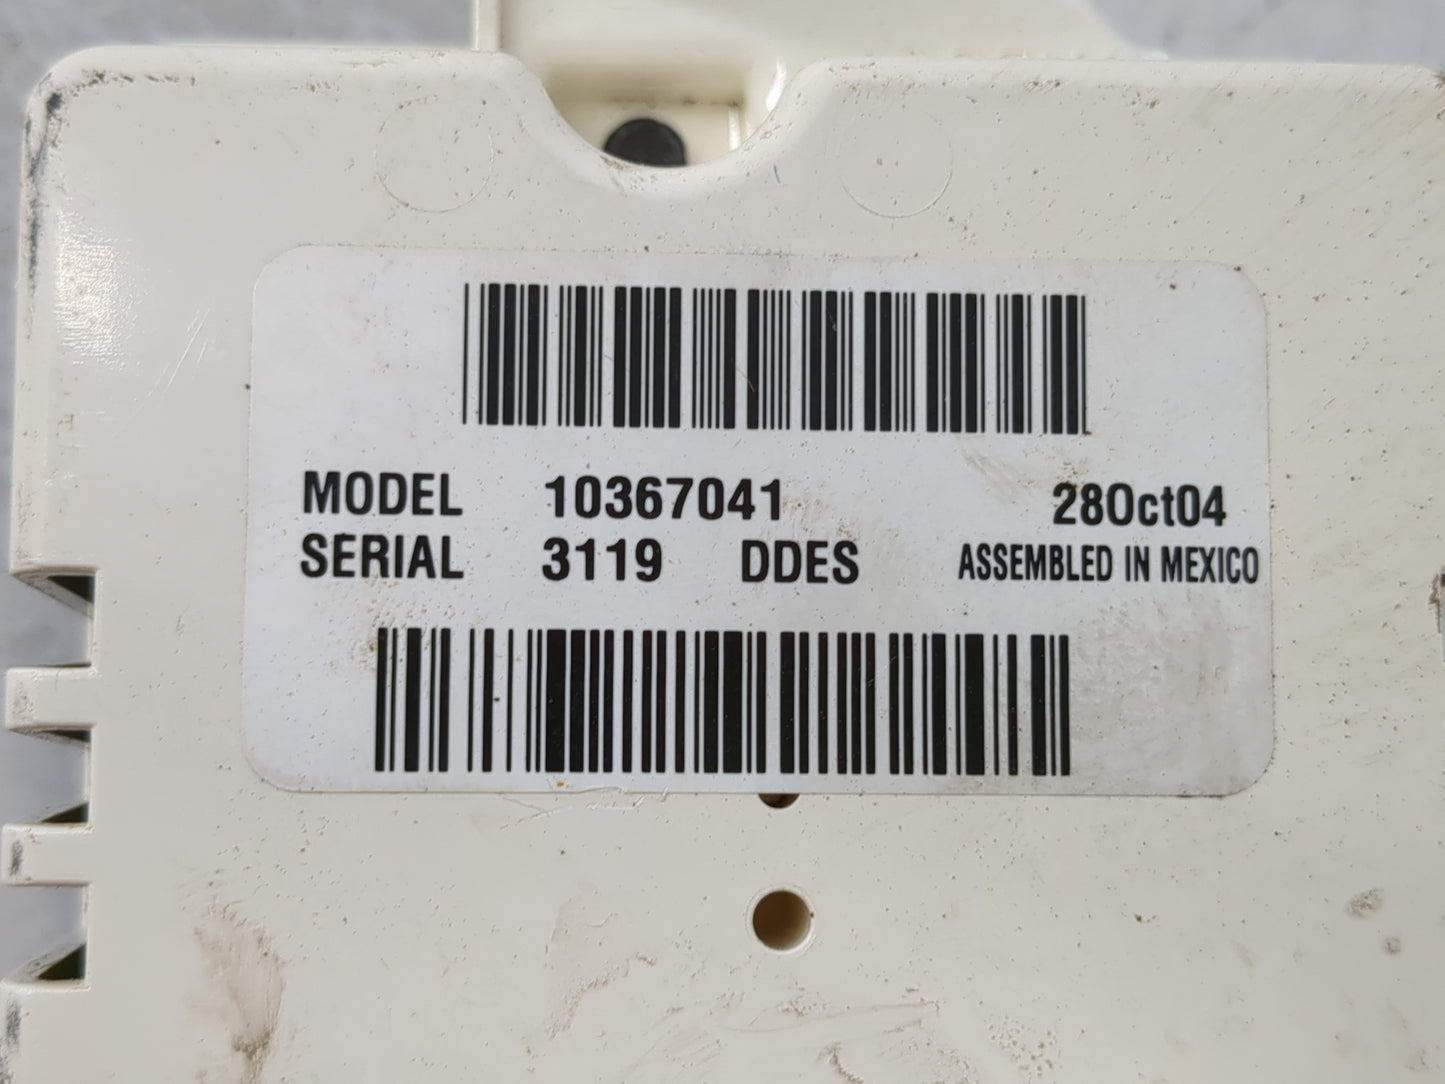 MODEL 10367041 28Oct04
SERIAL 3119 DDES ASSEMBLED IN MEXICO